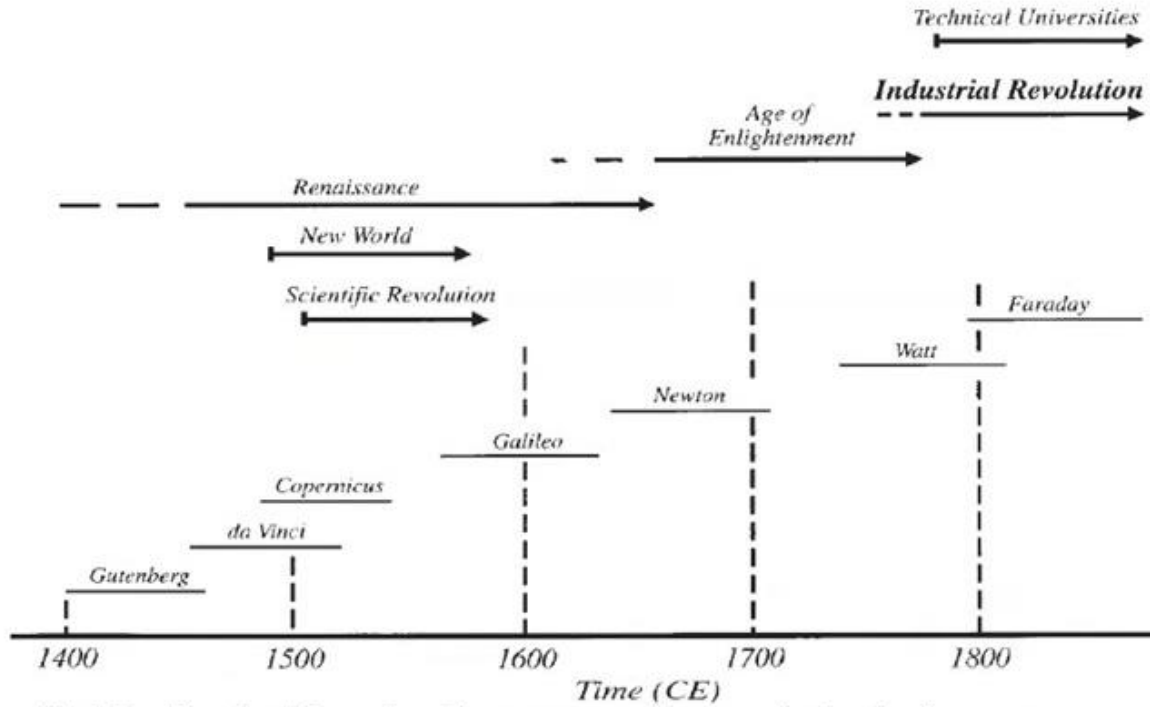 Technical Universities
Industrial Revolution
Age of
Enlightenment
Renaissance
New World
Scientific Revolution
Faraday
Watt
Newton
Galileo
Copernicus
da Vinci
Gutenberg
1400 1500 1600 1700 1800
Time (CE)